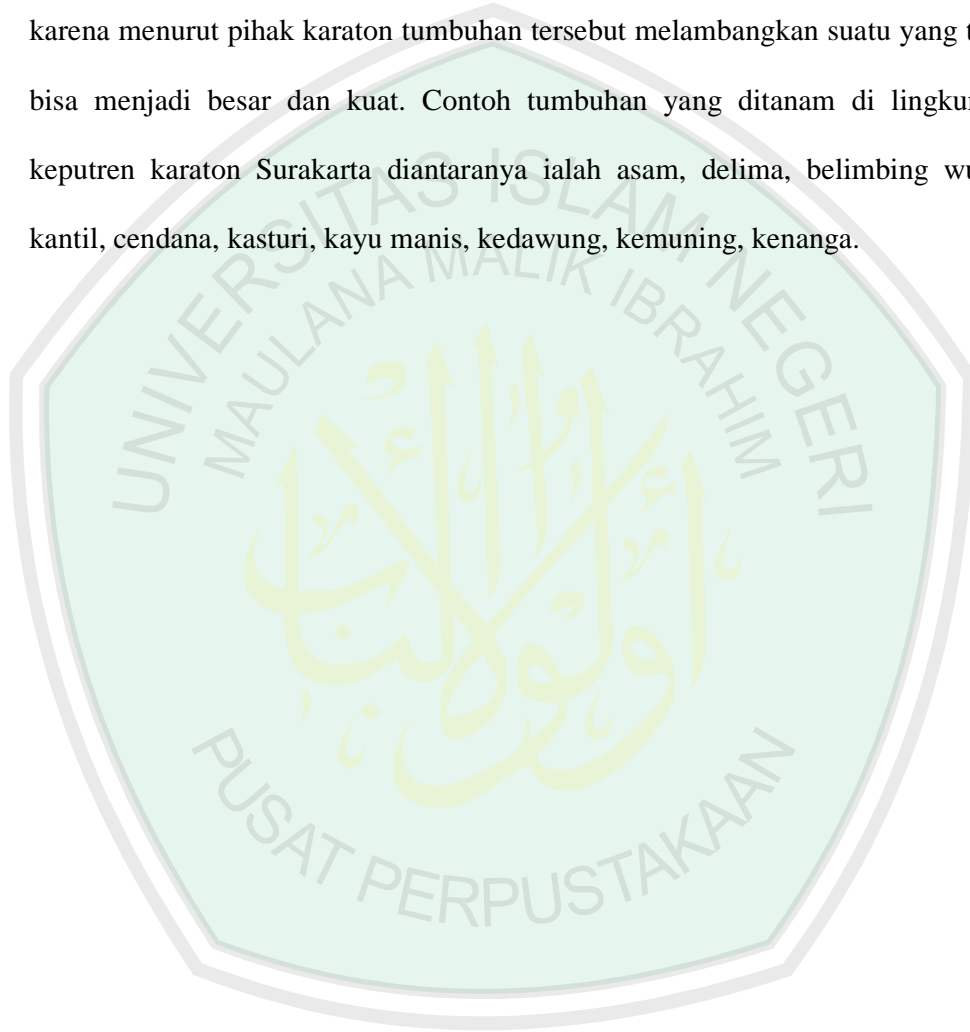 karena menurut pihak karaton tumbuhan tersebut melambangkan suatu yang
bisa menjadi besar dan kuat. Contoh tumbuhan yang ditanam di
keputren karaton Surakarta diantaranya ialah asam, delima, belimbing
kantil, cendana, kasturi, kayu manis, kedawung, kemuning, kenanga.
UNIVERSITAS ISLAM NEGERI
MAULANA MALIK IBRAHIM
أولوا الألباب
PUSAT PERPUSTAKAAN